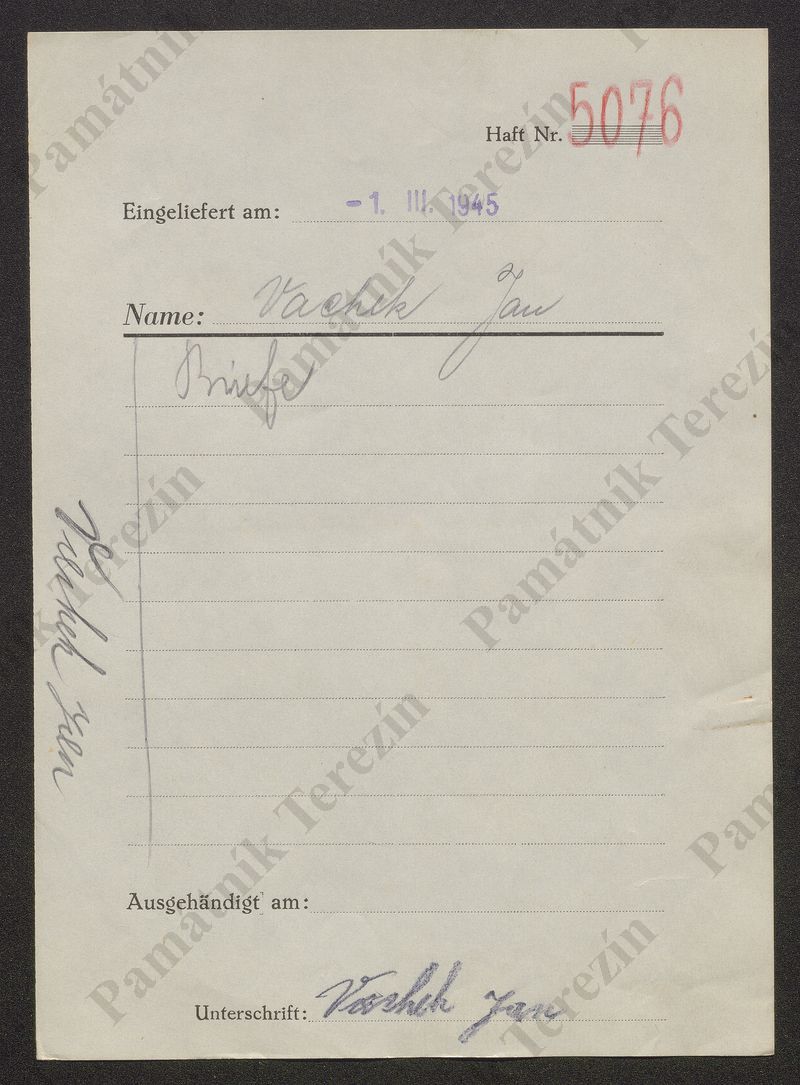 Haft Nr. 5076
Eingeliefert am: -1. III. 1945
Name: Vachek Jan
Briefe
Vachek Jan
Ausgehändigt am:
Unterschrift: Vachek Jan
Památník Terezín